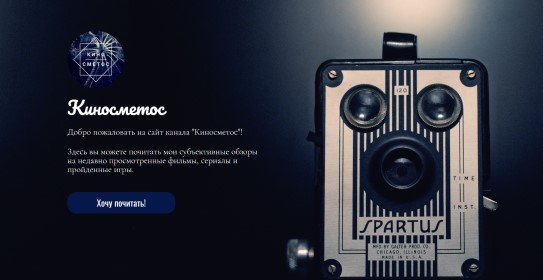 КИНО
СМЕТОС
Киносметос
Добро пожаловать на сайт канала "Киносметос"!
Здесь вы можете почитать мои субъективные обзоры
на недавно просмотренные фильмы, сериалы и
пройденные игры.
Хочу почитать!
120
TIME
INST.
SPARTUS
MFD BY GALTER PROD. CO.
CHICAGO, ILLINOIS
MADE IN U.S.A.